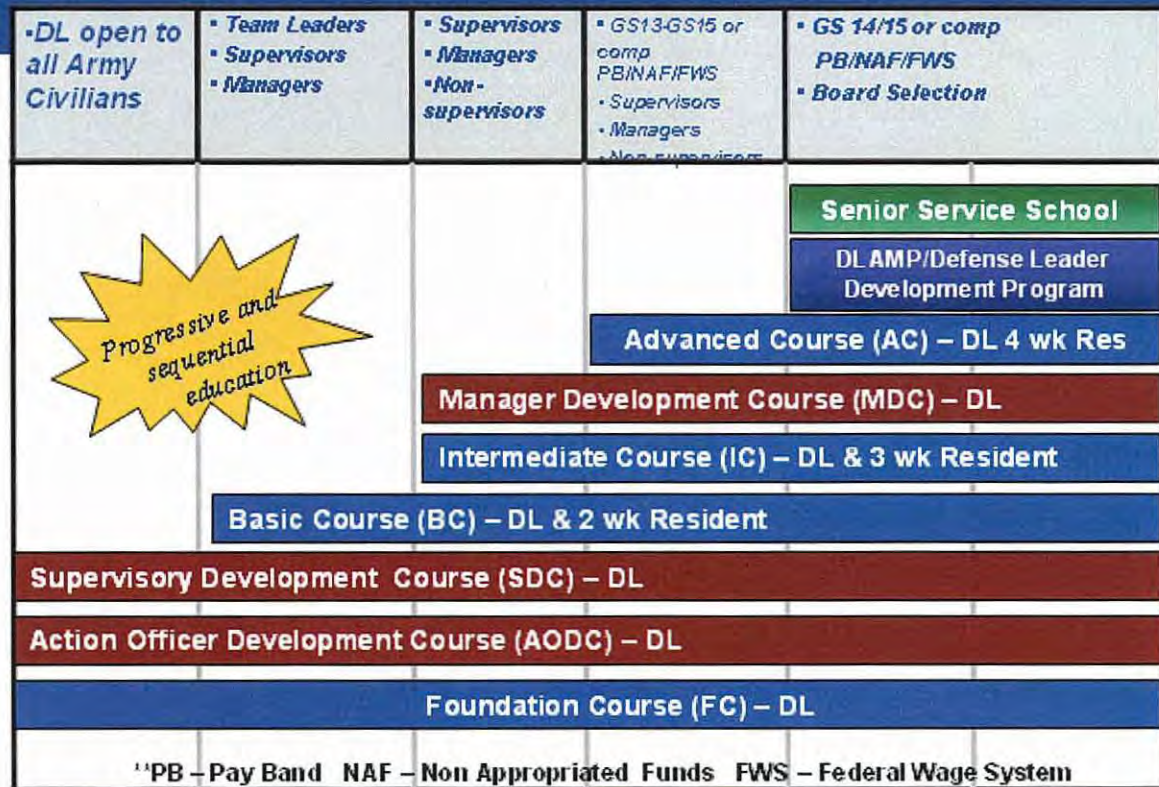 ▪DL open to
all Army
Civilians
▪ Team Leaders
▪ Supervisors
▪ Managers
▪ Supervisors
▪ Managers
▪Non-
supervisors
▪ GS13-GS15 or
comp
PB/NAF/FWS
▪ Supervisors
▪ Managers
▪ Non-supervisors
▪ GS 14/15 or comp
PB/NAF/FWS
▪ Board Selection
Senior Service School
DLAMP/Defense Leader
Development Program
Progressive and
sequential
education
Advanced Course (AC) – DL 4 wk Res
Manager Development Course (MDC) – DL
Intermediate Course (IC) – DL & 3 wk Resident
Basic Course (BC) – DL & 2 wk Resident
Supervisory Development Course (SDC) – DL
Action Officer Development Course (AODC) – DL
Foundation Course (FC) – DL
**PB – Pay Band NAF – Non Appropriated Funds FWS – Federal Wage System